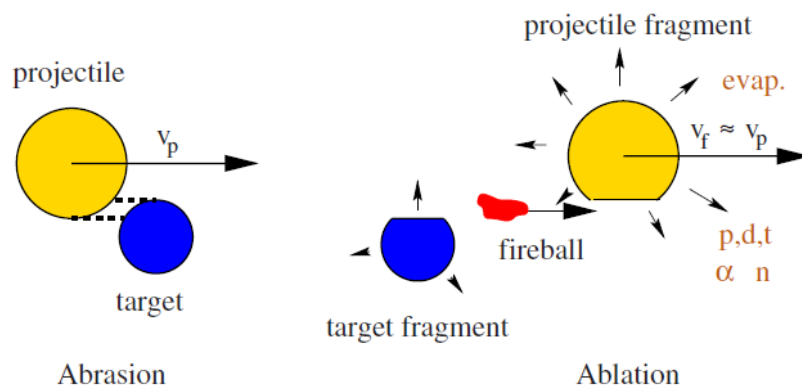 projectile
v_p
target
Abrasion
projectile fragment
evap.
v_f ≈ v_p
fireball
p,d,t
α n
target fragment
Ablation